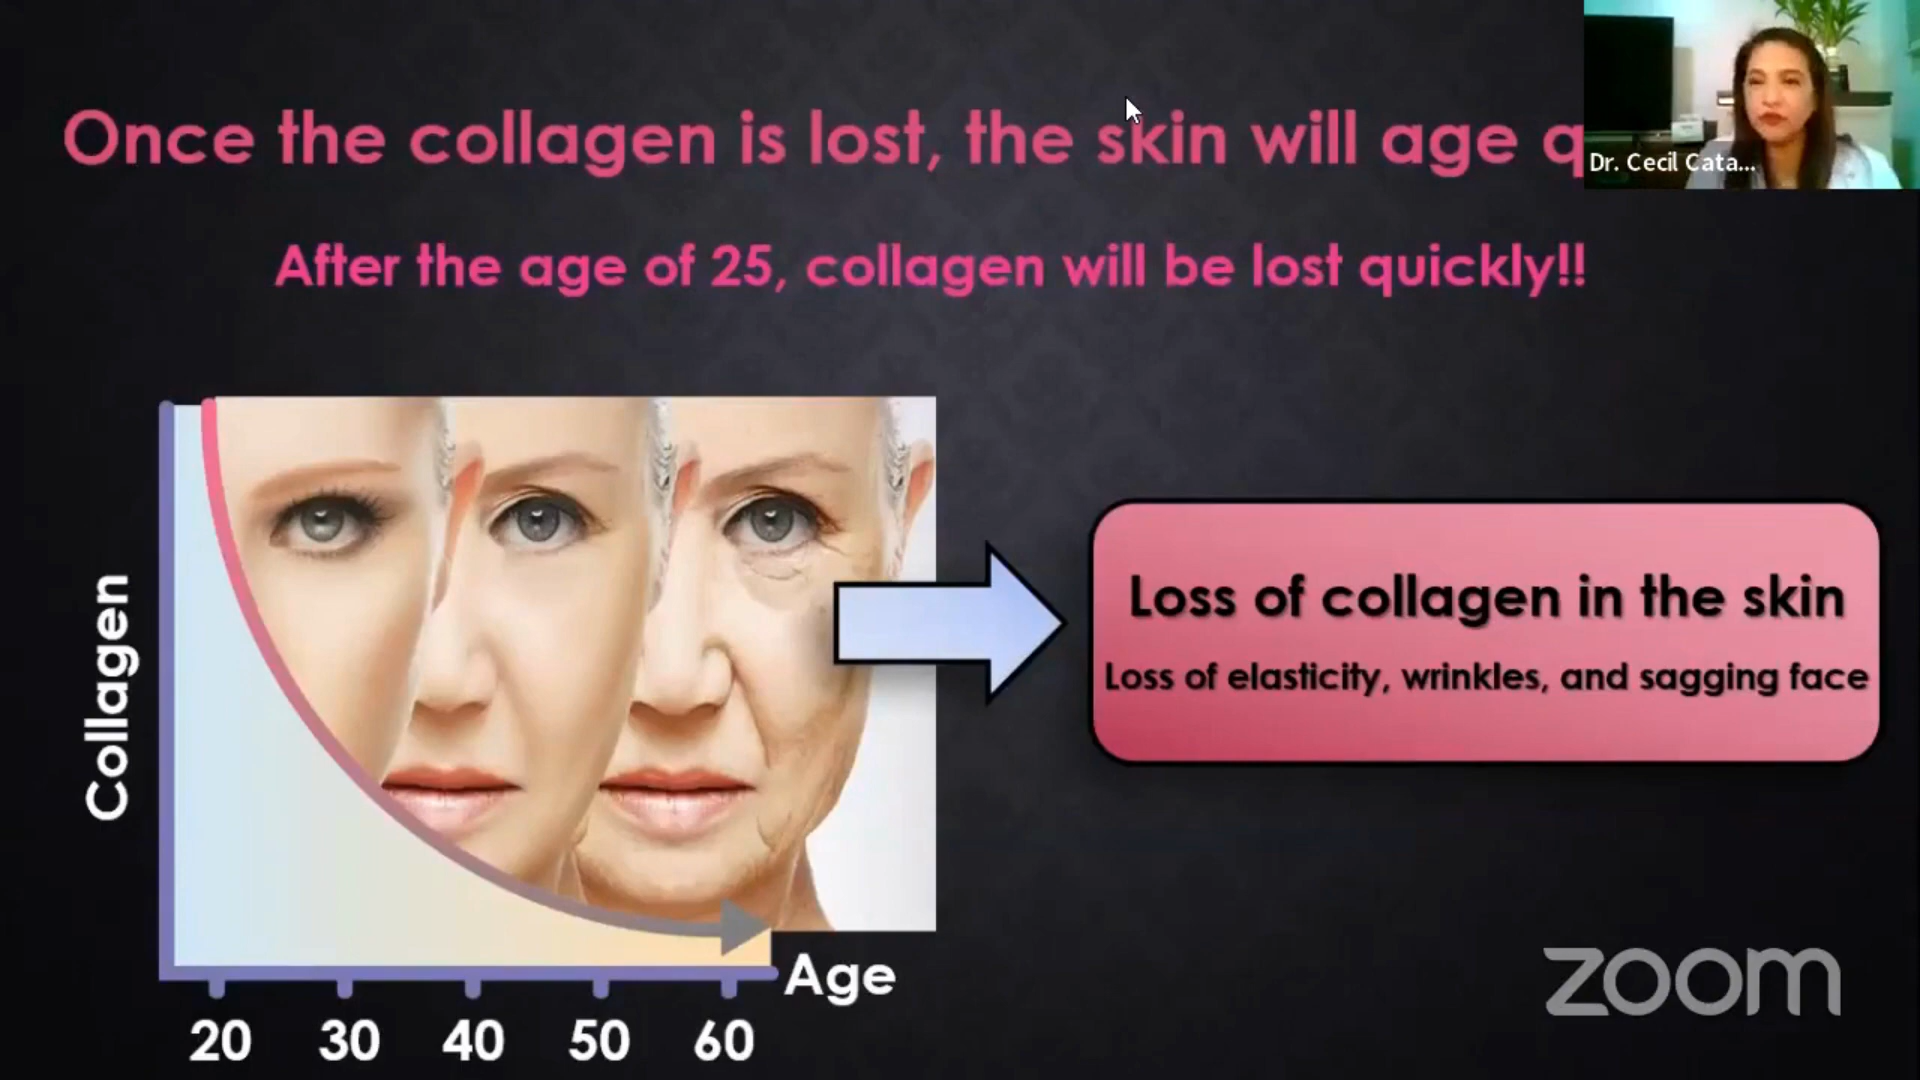 Once the collagen is lost, the skin will age
Dr. Cecil Cata...
After the age of 25, collagen will be lost quickly!!
Collagen
Loss of collagen in the skin
Loss of elasticity, wrinkles, and sagging face
Age
20 30 40 50 60
zoom